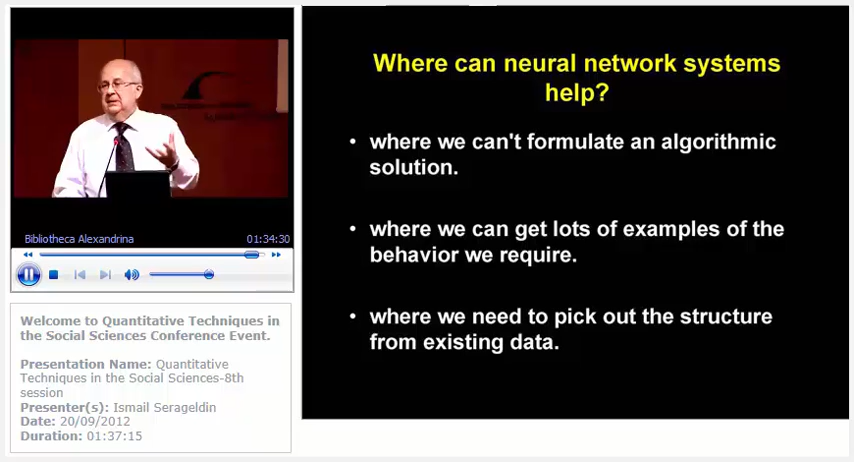 Bibliotheca Alexandrina 01:34:30
Welcome to Quantitative Techniques in
the Social Sciences Conference Event.
Presentation Name: Quantitative
Techniques in the Social Sciences-8th
session
Presenter(s): Ismail Serageldin
Date: 20/09/2012
Duration: 01:37:15
Where can neural network systems
help?
• where we can't formulate an algorithmic
solution.
• where we can get lots of examples of the
behavior we require.
• where we need to pick out the structure
from existing data.